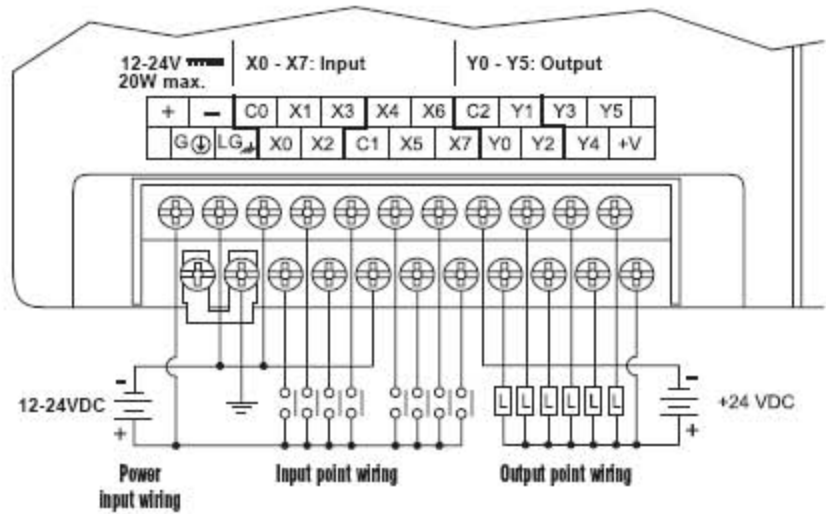 12-24V X0 - X7: Input Y0 - Y5: Output
20W max.
+ − C0 X1 X3 X4 X6 C2 Y1 Y3 Y5
G LG X0 X2 C1 X5 X7 Y0 Y2 Y4 +V
-
-
12-24VDC
L L L L L L
+24 VDC
+
+
Power
input wiring
Input point wiring
Output point wiring